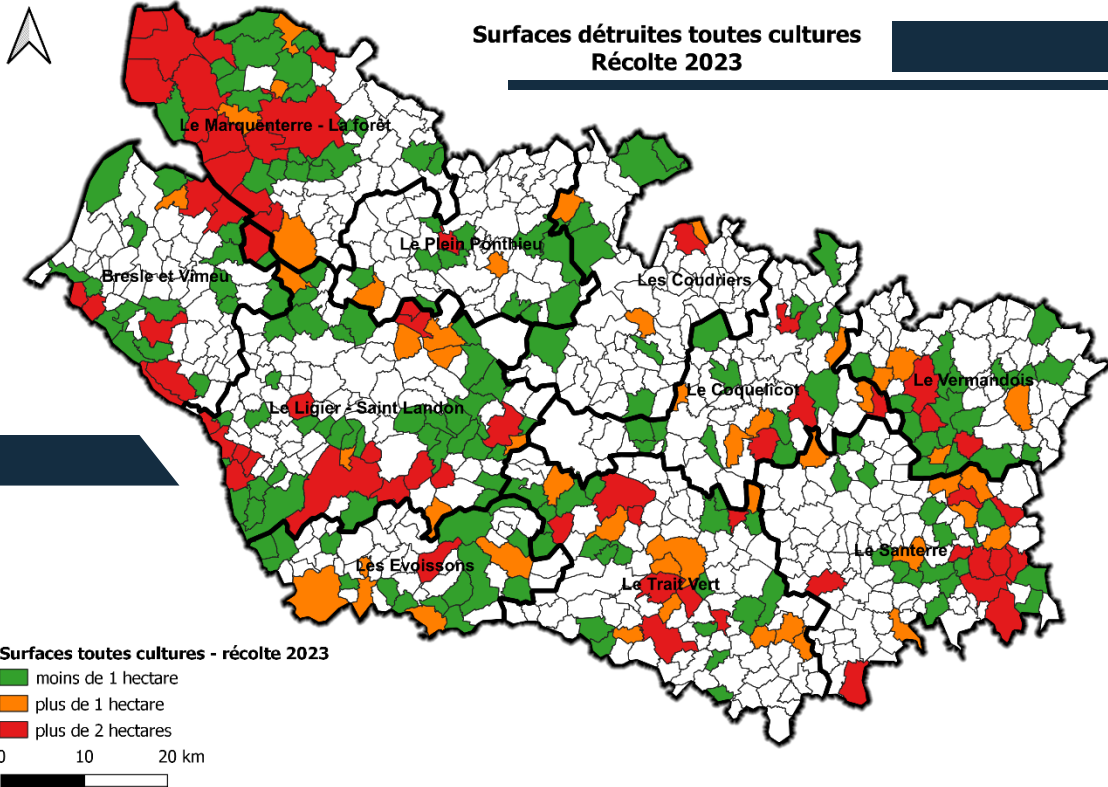 Surfaces détruites toutes cultures
Récolte 2023
Le Marquenterre - La forêt
Le Plein Ponthieu
Bresle et Vimeu
Les Coudriers
Le Vermandois
Le Coquelicot
Le Ligier - Saint Landon
Le Santerre
Les Evoissons
Le Trait Vert
Surfaces toutes cultures - récolte 2023
moins de 1 hectare
plus de 1 hectare
plus de 2 hectares
0 10 20 km